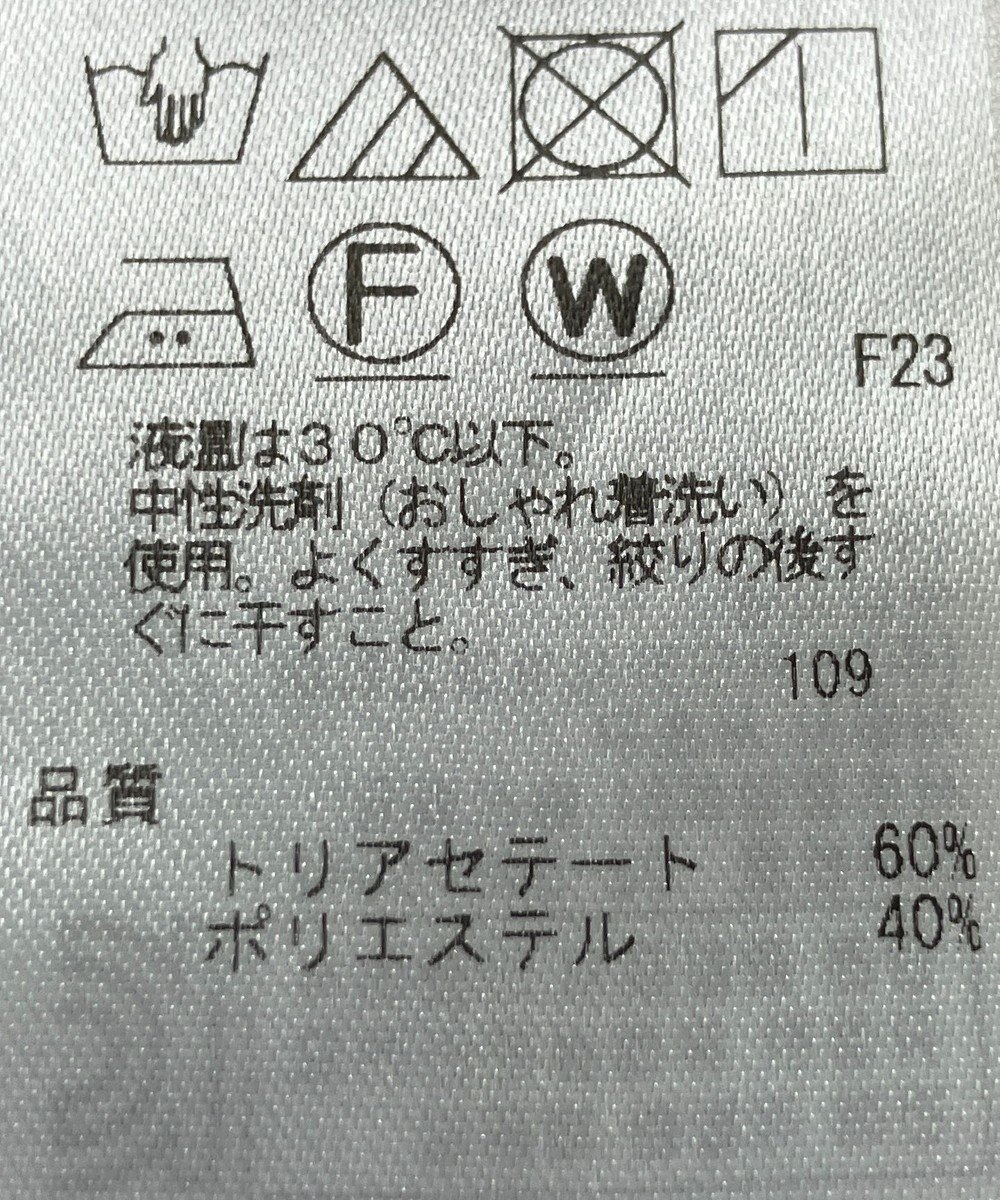 F W
F23
液温は30℃以下。
中性洗剤(おしゃれ着洗い)を
使用。よくすすぎ、絞りの後す
ぐに干すこと。
109
品質
トリアセテート 60%
ポリエステル 40%